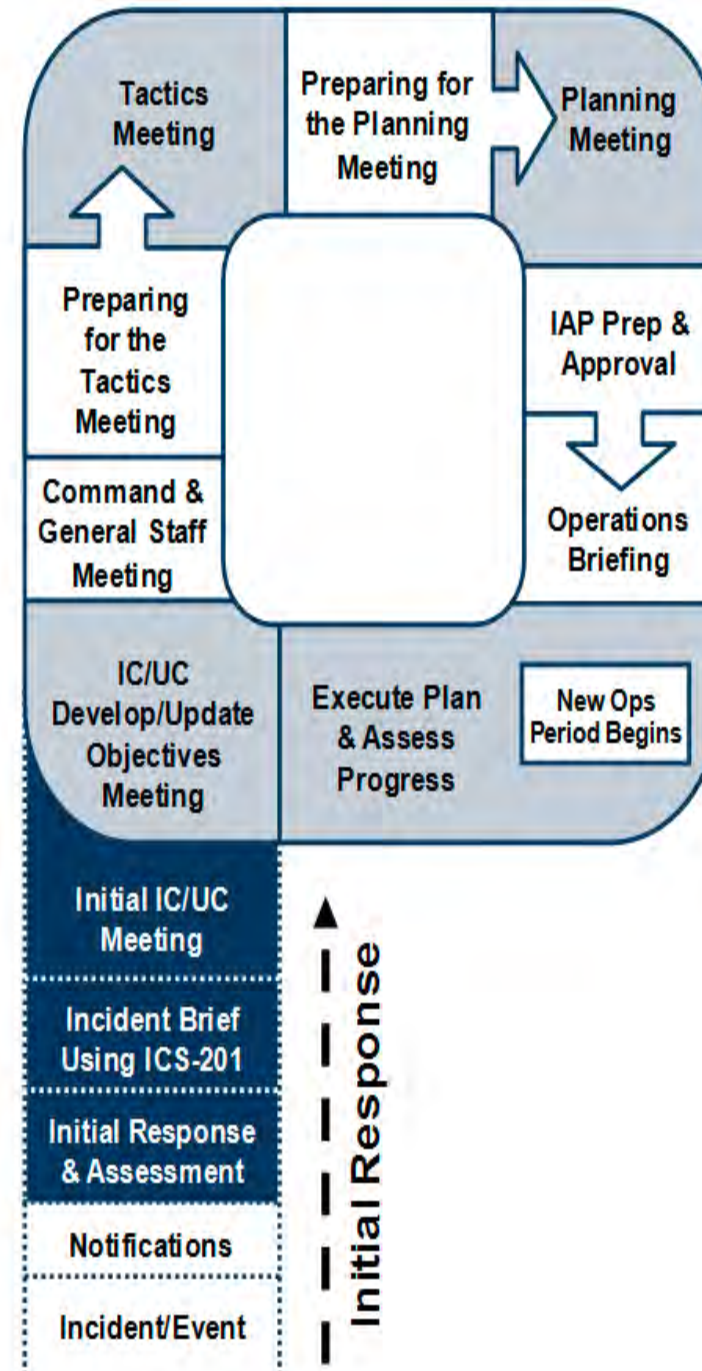 Tactics
Meeting
Preparing for
the Planning
Meeting
Planning
Meeting
Preparing
for the
Tactics
Meeting
IAP Prep &
Approval
Command &
General Staff
Meeting
Operations
Briefing
IC/UC
Develop/Update
Objectives
Meeting
Execute Plan
& Assess
Progress
New Ops
Period Begins
Initial IC/UC
Meeting
Incident Brief
Using ICS-201
Initial Response
& Assessment
Notifications
Incident/Event
Initial Response